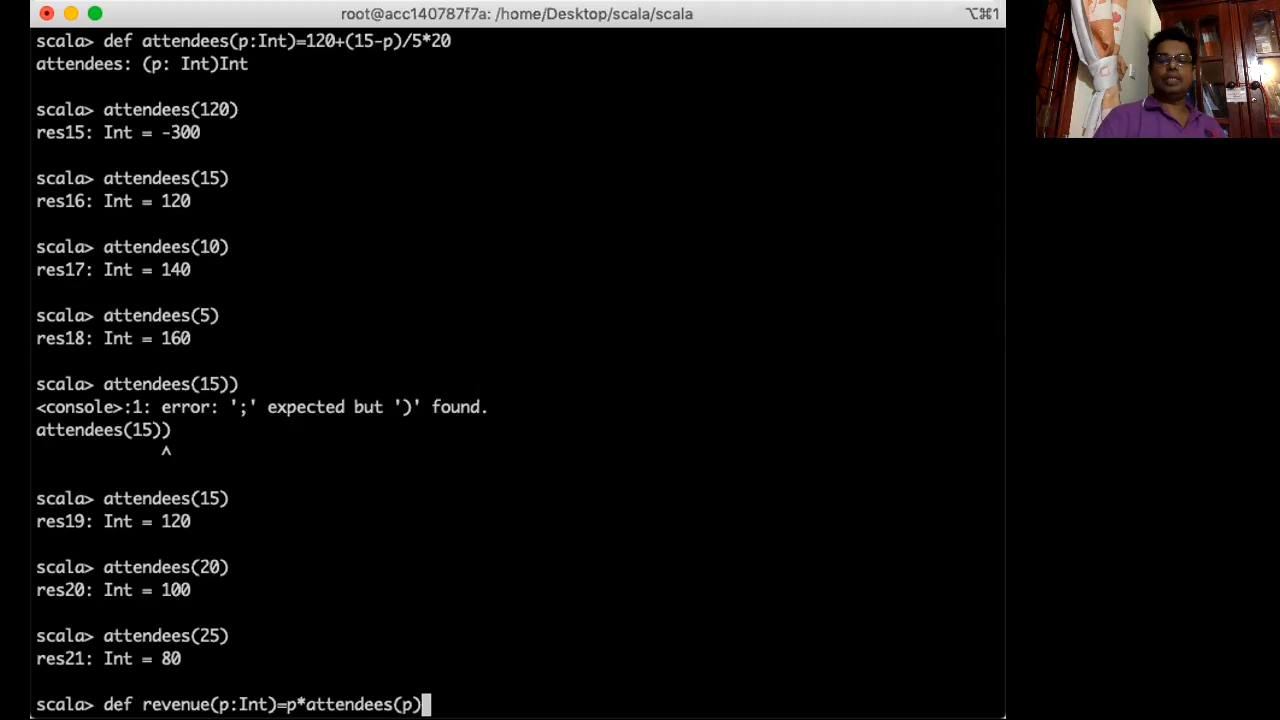 root@acc140787f7a: /home/Desktop/scala/scala
⌥⌘1
scala> def attendees(p:Int)=120+(15-p)/5*20
attendees: (p: Int)Int
scala> attendees(120)
res15: Int = -300
scala> attendees(15)
res16: Int = 120
scala> attendees(10)
res17: Int = 140
scala> attendees(5)
res18: Int = 160
scala> attendees(15))
<console>:1: error: ';' expected but ')' found.
attendees(15))
^
scala> attendees(15)
res19: Int = 120
scala> attendees(20)
res20: Int = 100
scala> attendees(25)
res21: Int = 80
scala> def revenue(p:Int)=p*attendees(p)